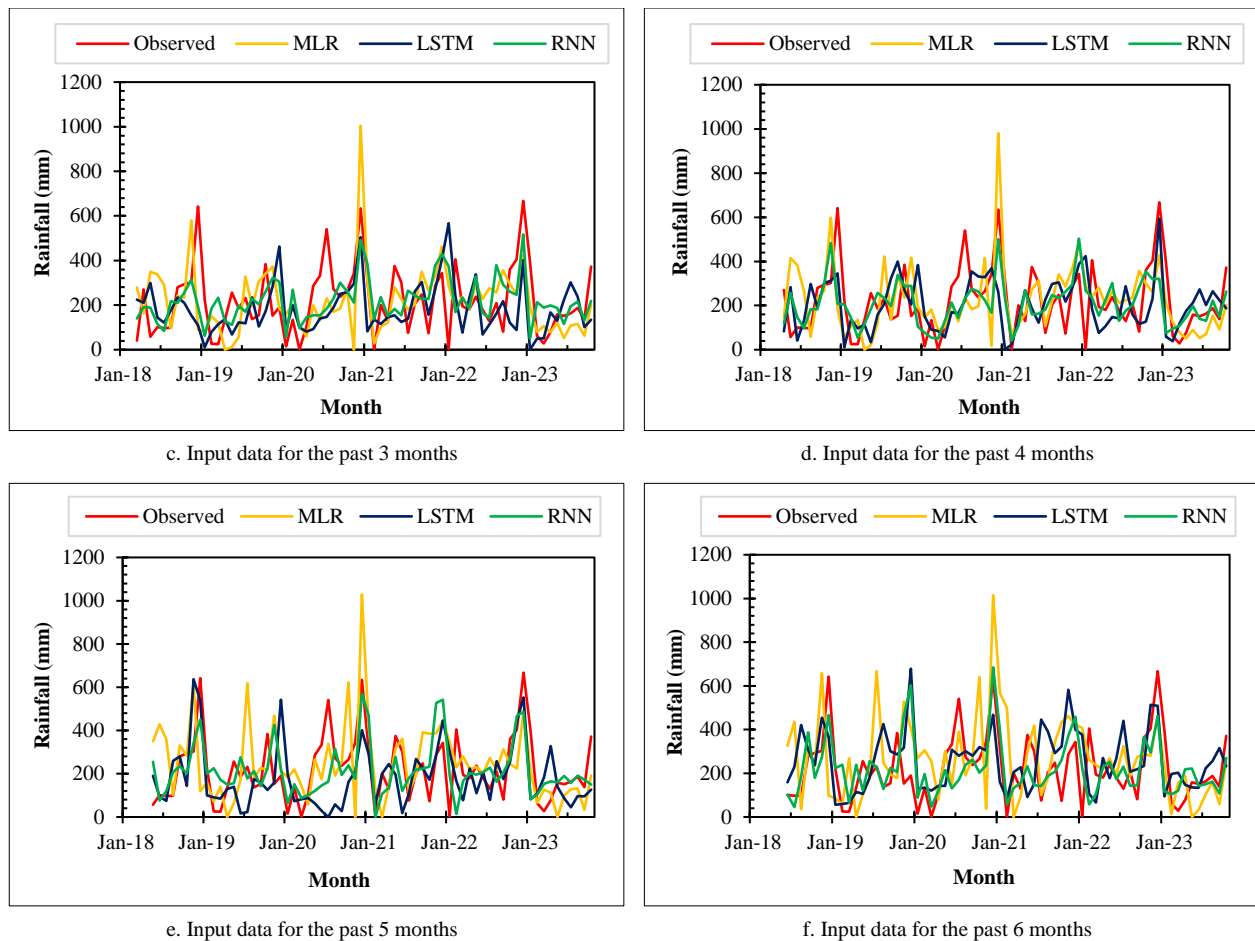 Observed MLR LSTM RNN
1200
1000
800
600
400
200
0
Rainfall (mm)
Jan-18 Jan-19 Jan-20 Jan-21 Jan-22 Jan-23
Month
c. Input data for the past 3 months
Observed MLR LSTM RNN
1200
1000
800
600
400
200
0
Rainfall (mm)
Jan-18 Jan-19 Jan-20 Jan-21 Jan-22 Jan-23
Month
d. Input data for the past 4 months
Observed MLR LSTM RNN
1200
1000
800
600
400
200
0
Rainfall (mm)
Jan-18 Jan-19 Jan-20 Jan-21 Jan-22 Jan-23
Month
e. Input data for the past 5 months
Observed MLR LSTM RNN
1200
1000
800
600
400
200
0
Rainfall (mm)
Jan-18 Jan-19 Jan-20 Jan-21 Jan-22 Jan-23
Month
f. Input data for the past 6 months